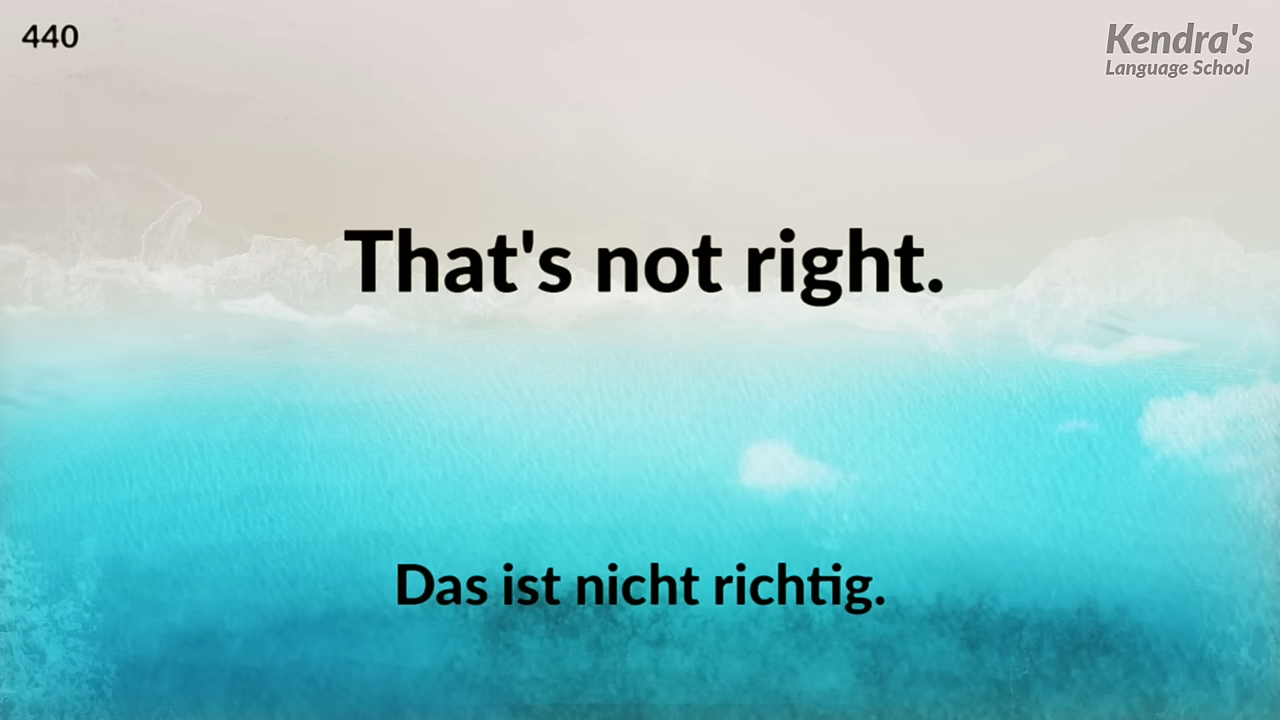 440
Kendra's
Language School
That's not right.
Das ist nicht richtig.